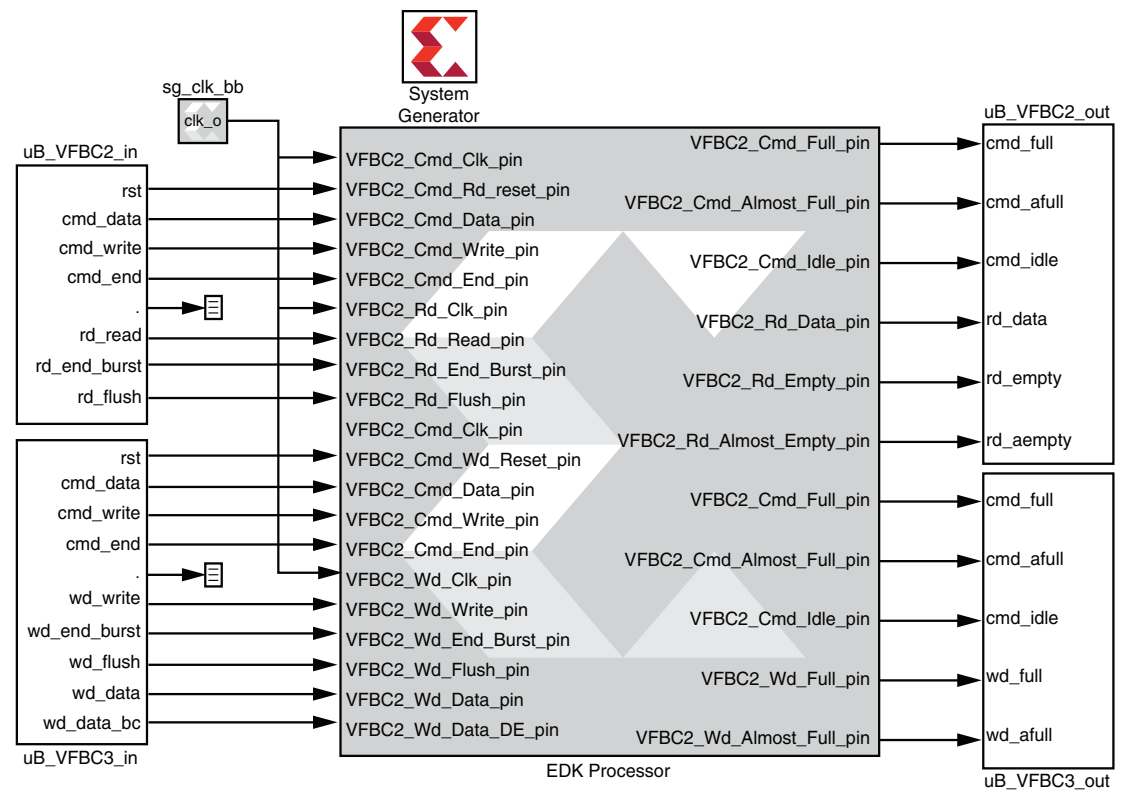 System
Generator
sg_clk_bb
clk_o
uB_VFBC2_in
rst
cmd_data
cmd_write
cmd_end
.
rd_read
rd_end_burst
rd_flush
rst
cmd_data
cmd_write
cmd_end
.
wd_write
wd_end_burst
wd_flush
wd_data
wd_data_bc
uB_VFBC3_in
VFBC2_Cmd_Clk_pin
VFBC2_Cmd_Rd_reset_pin
VFBC2_Cmd_Data_pin
VFBC2_Cmd_Write_pin
VFBC2_Cmd_End_pin
VFBC2_Rd_Clk_pin
VFBC2_Rd_Read_pin
VFBC2_Rd_End_Burst_pin
VFBC2_Rd_Flush_pin
VFBC2_Cmd_Clk_pin
VFBC2_Cmd_Wd_Reset_pin
VFBC2_Cmd_Data_pin
VFBC2_Cmd_Write_pin
VFBC2_Cmd_End_pin
VFBC2_Wd_Clk_pin
VFBC2_Wd_Write_pin
VFBC2_Wd_End_Burst_pin
VFBC2_Wd_Flush_pin
VFBC2_Wd_Data_pin
VFBC2_Wd_Data_DE_pin
VFBC2_Cmd_Full_pin
VFBC2_Cmd_Almost_Full_pin
VFBC2_Cmd_Idle_pin
VFBC2_Rd_Data_pin
VFBC2_Rd_Empty_pin
VFBC2_Rd_Almost_Empty_pin
VFBC2_Cmd_Full_pin
VFBC2_Cmd_Almost_Full_pin
VFBC2_Cmd_Idle_pin
VFBC2_Wd_Full_pin
VFBC2_Wd_Almost_Full_pin
EDK Processor
uB_VFBC2_out
cmd_full
cmd_afull
cmd_idle
rd_data
rd_empty
rd_aempty
cmd_full
cmd_afull
cmd_idle
wd_full
wd_afull
uB_VFBC3_out